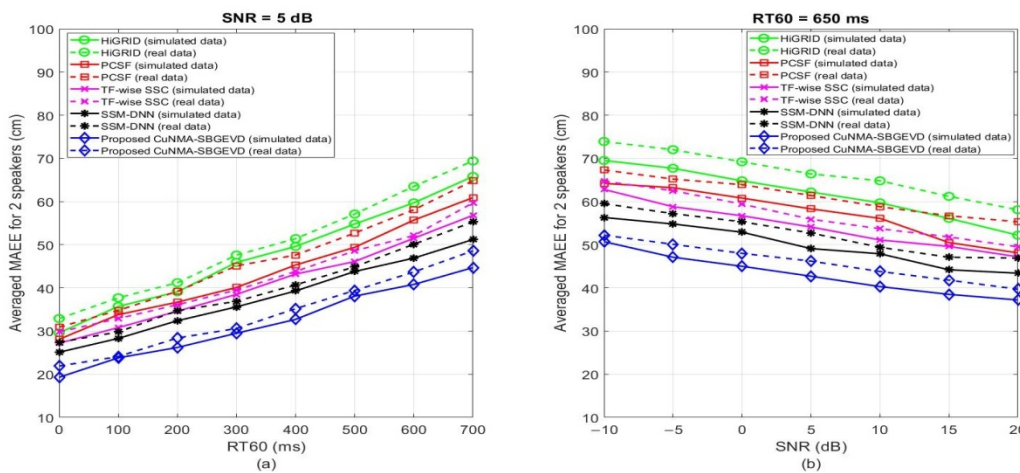 SNR = 5 dB
HiGRID (simulated data)
HiGRID (real data)
PCSF (simulated data)
PCSF (real data)
TF-wise SSC (simulated data)
TF-wise SSC (real data)
SSM-DNN (simulated data)
SSM-DNN (real data)
Proposed CuNMA-SBGEVD (simulated data)
Proposed CuNMA-SBGEVD (real data)
Averaged MAEE for 2 speakers (cm)
100
90
80
70
60
50
40
30
20
10
0 100 200 300 400 500 600 700
RT60 (ms)
(a)
RT60 = 650 ms
HiGRID (simulated data)
HiGRID (real data)
PCSF (simulated data)
PCSF (real data)
TF-wise SSC (simulated data)
TF-wise SSC (real data)
SSM-DNN (simulated data)
SSM-DNN (real data)
Proposed CuNMA-SBGEVD (simulated data)
Proposed CuNMA-SBGEVD (real data)
Averaged MAEE for 2 speakers (cm)
100
90
80
70
60
50
40
30
20
10
−10 −5 0 5 10 15 20
SNR (dB)
(b)